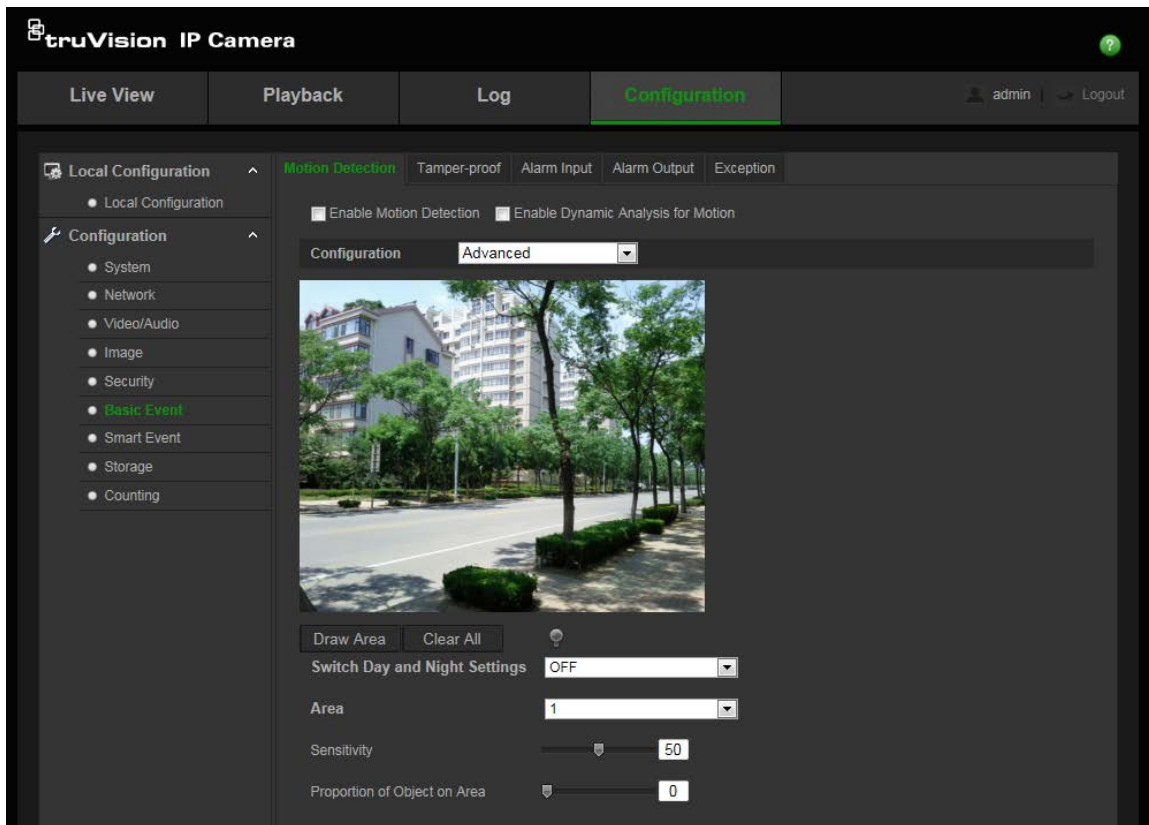 truVision IP Camera
?
Live View Playback Log Configuration admin | Logout
Local Configuration
Local Configuration
Configuration
System
Network
Video/Audio
Image
Security
Basic Event
Smart Event
Storage
Counting
Motion Detection Tamper-proof Alarm Input Alarm Output Exception
Enable Motion Detection Enable Dynamic Analysis for Motion
Configuration Advanced
Draw Area Clear All
Switch Day and Night Settings OFF
Area 1
Sensitivity 50
Proportion of Object on Area 0